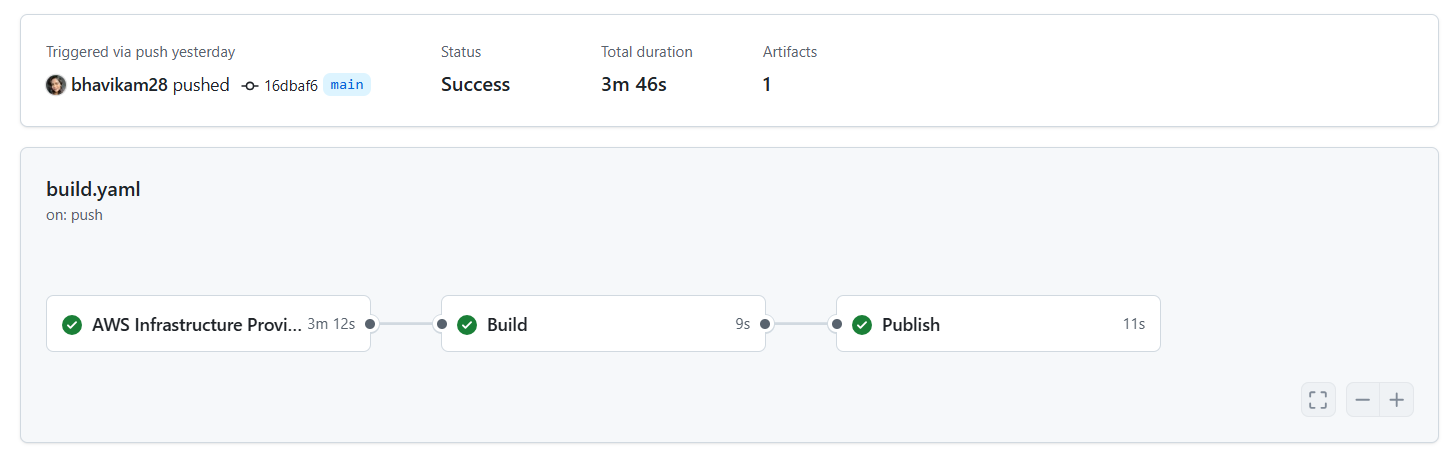 Triggered via push yesterday
bhavikam28 pushed 16dbaf6 main
Status
Success
Total duration
3m 46s
Artifacts
1
build.yaml
on: push
AWS Infrastructure Provi... 3m 12s
Build 9s
Publish 11s